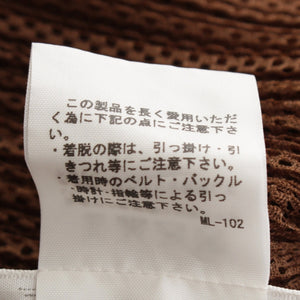 この製品を長く愛用いただ
く為に下記の点にご注意下さい
・着脱の際は、引っ掛け・引
きつれ等にご注意下さい。
・着用時のベルト・バックル
・時計・指輪等による引っ
掛けにご注意下さい
ML-102